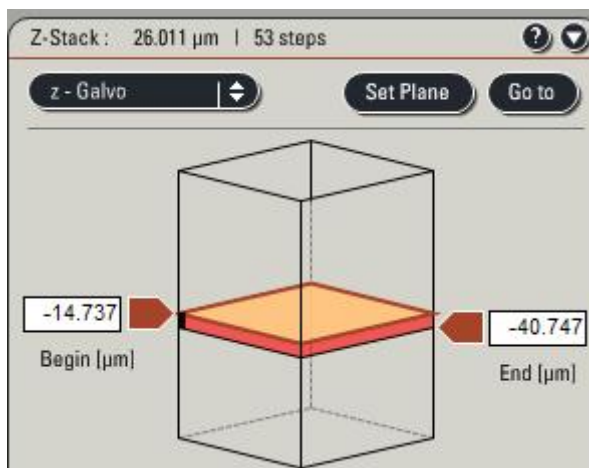 Z-Stack : 26.011 µm | 53 steps ?
z - Galvo Set Plane Go to
-14.737 -40.747
Begin [µm] End [µm]